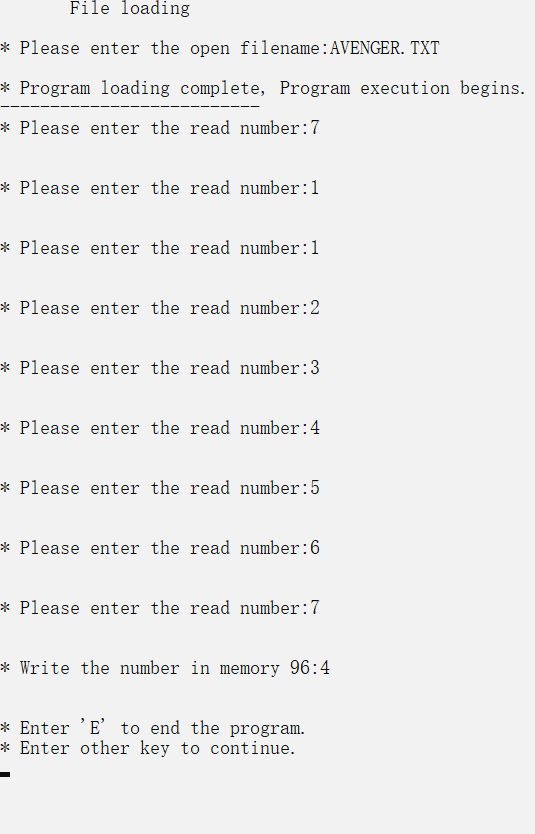 File loading
* Please enter the open filename:AVENGER.TXT
* Program loading complete, Program execution begins.
--------------------------
* Please enter the read number:7
* Please enter the read number:1
* Please enter the read number:1
* Please enter the read number:2
* Please enter the read number:3
* Please enter the read number:4
* Please enter the read number:5
* Please enter the read number:6
* Please enter the read number:7
* Write the number in memory 96:4
* Enter 'E' to end the program.
* Enter other key to continue.